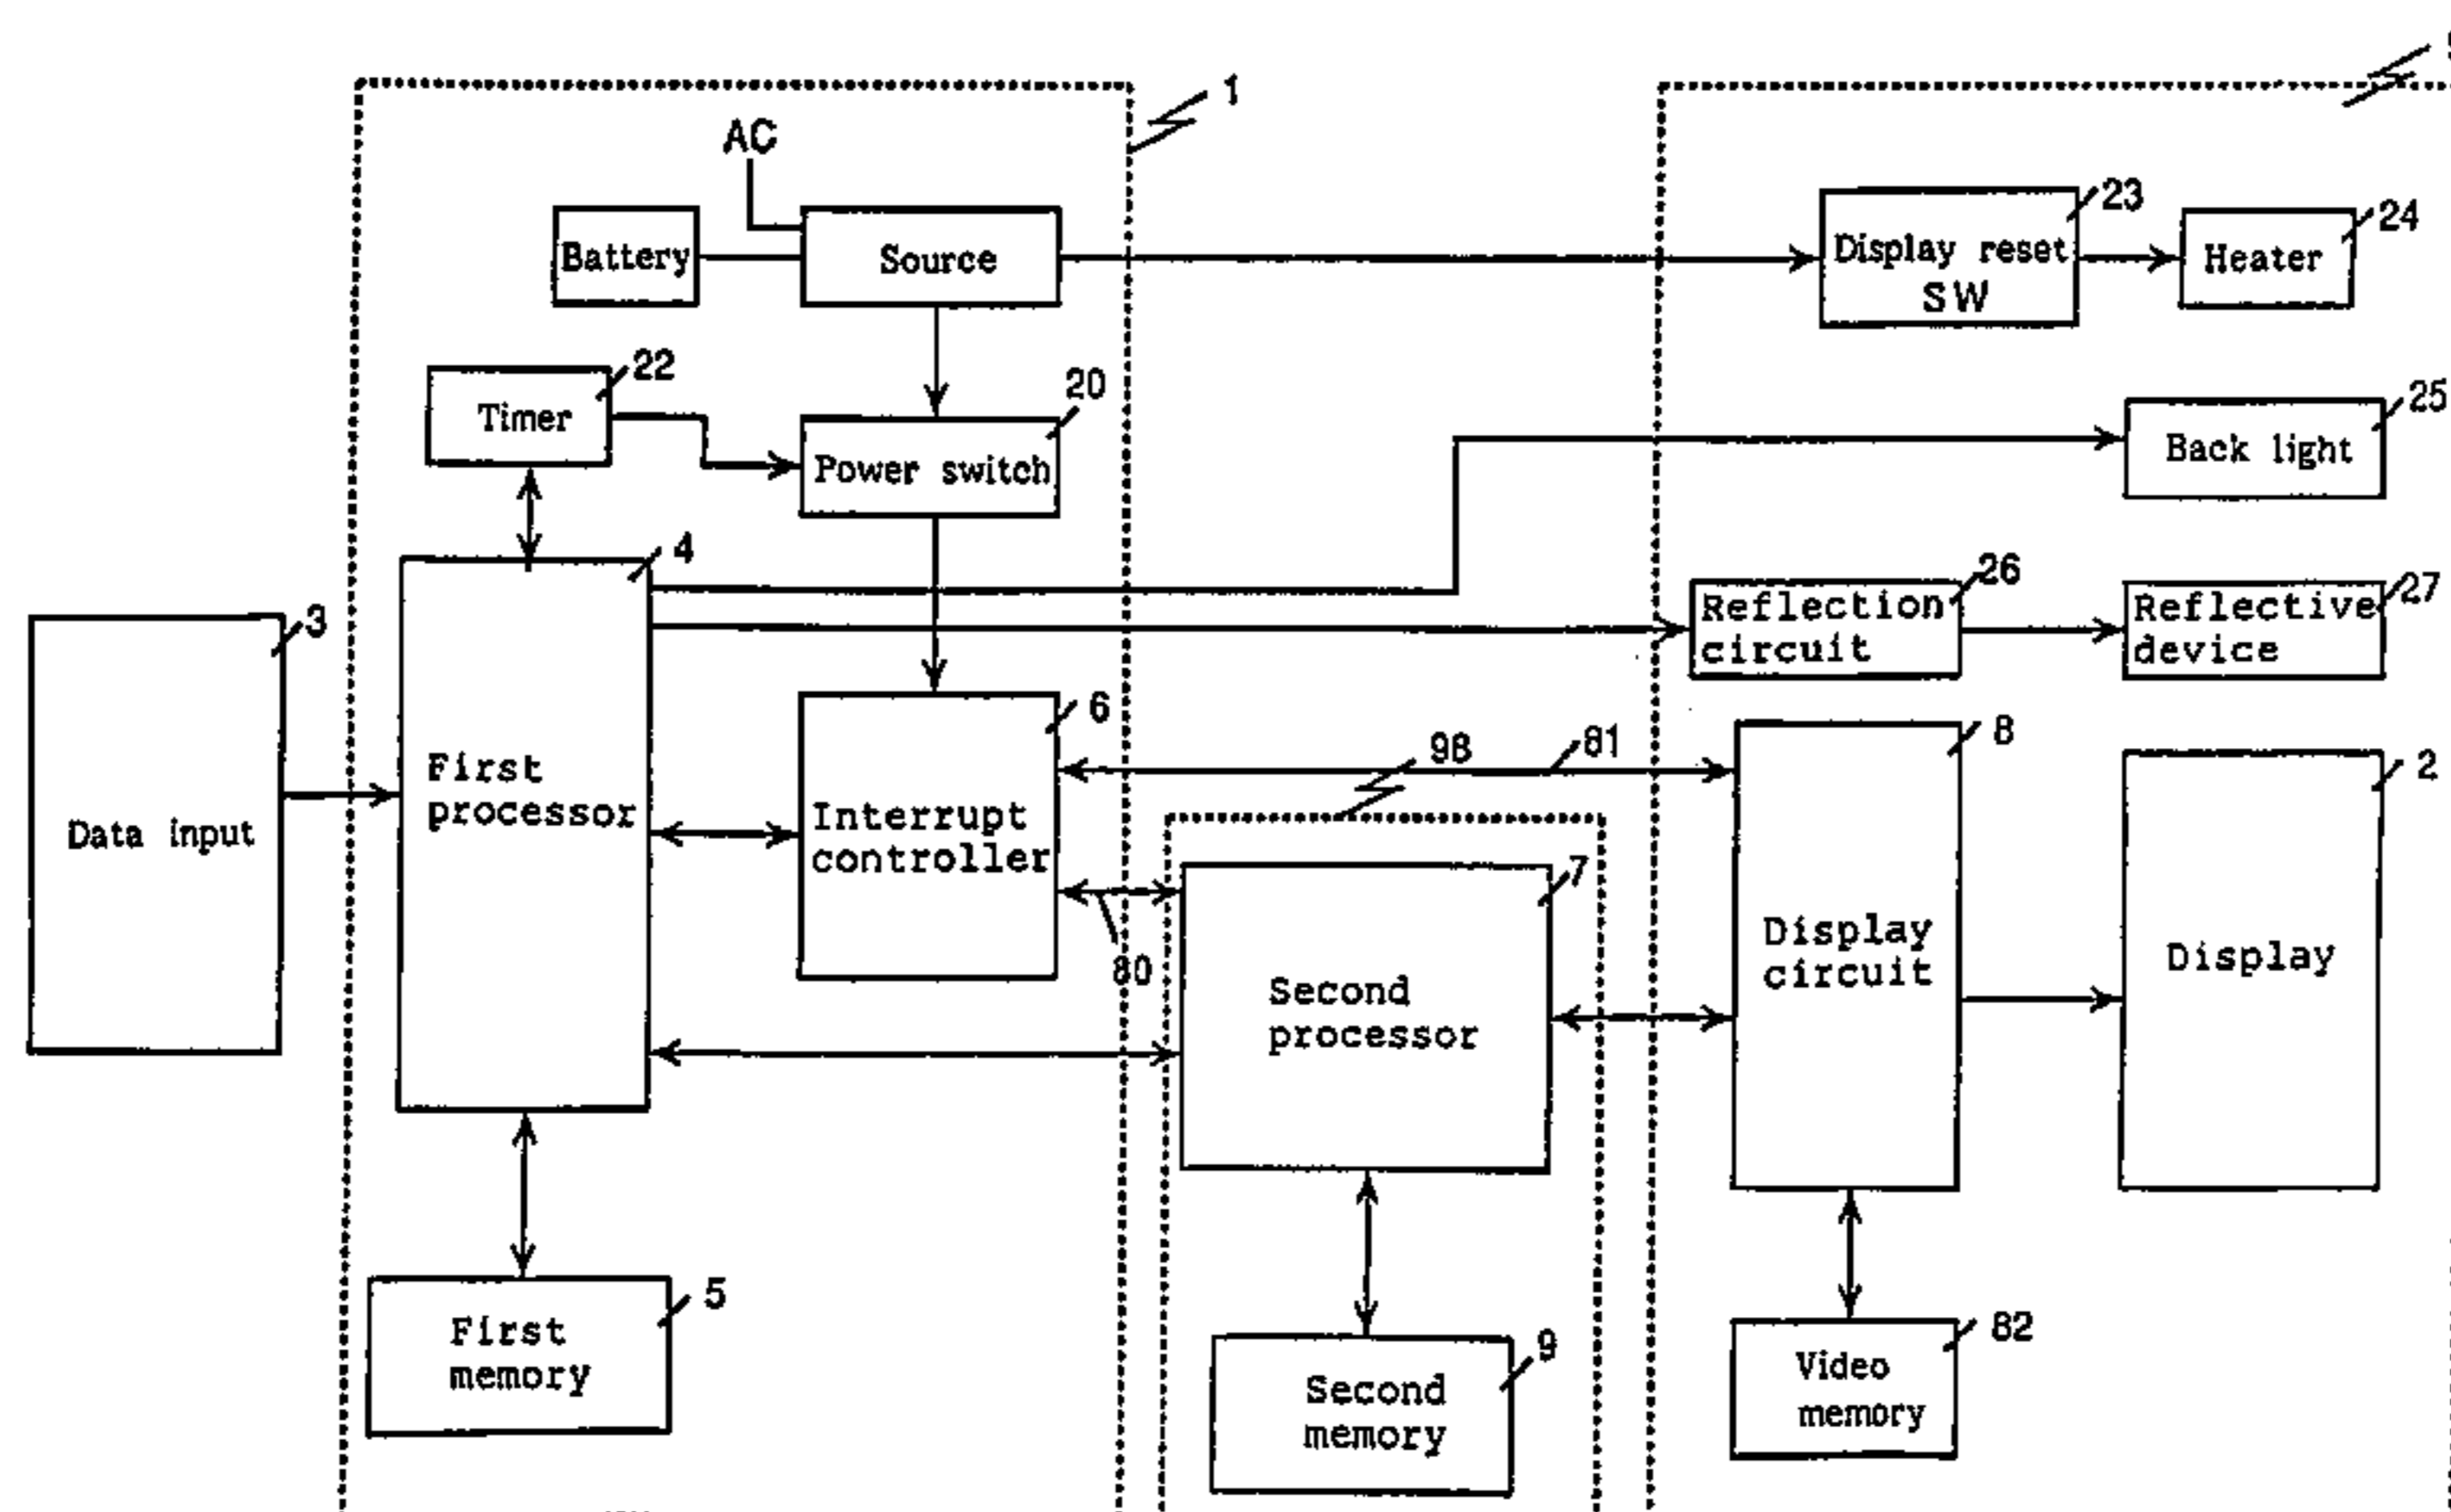 1
AC
Battery
Source
23
Display reset
SW
24
Heater
22
Timer
20
Power switch
25
Back light
4
3
26
Reflection
circuit
27
Reflective
device
Data input
First
processor
6
Interrupt
controller
98
81
8
2
80
7
Second
processor
Display
circuit
Display
5
First
memory
9
Second
memory
82
Video
memory